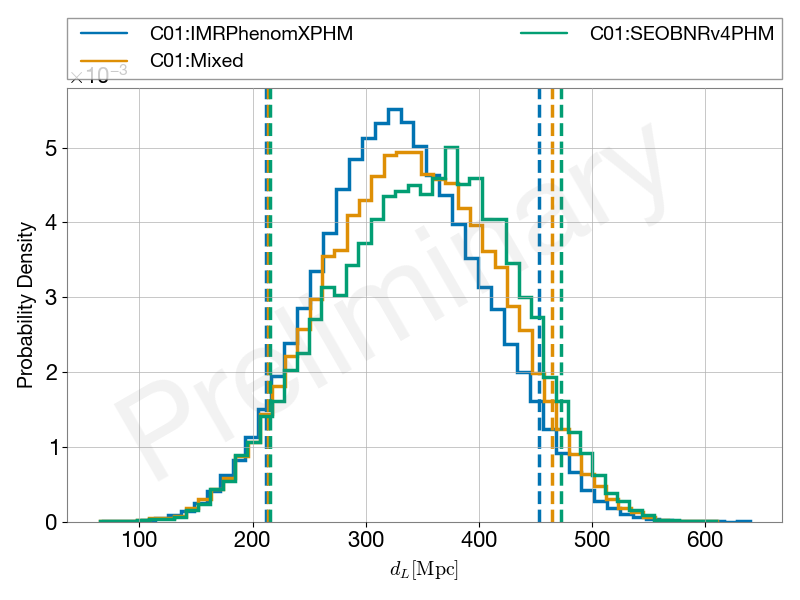 C01:IMRPhenomXPHM C01:SEOBNRv4PHM
C01:Mixed
×10⁻³
5
4
3
2
1
0
Probability Density
Preliminary
100 200 300 400 500 600
d_L[Mpc]